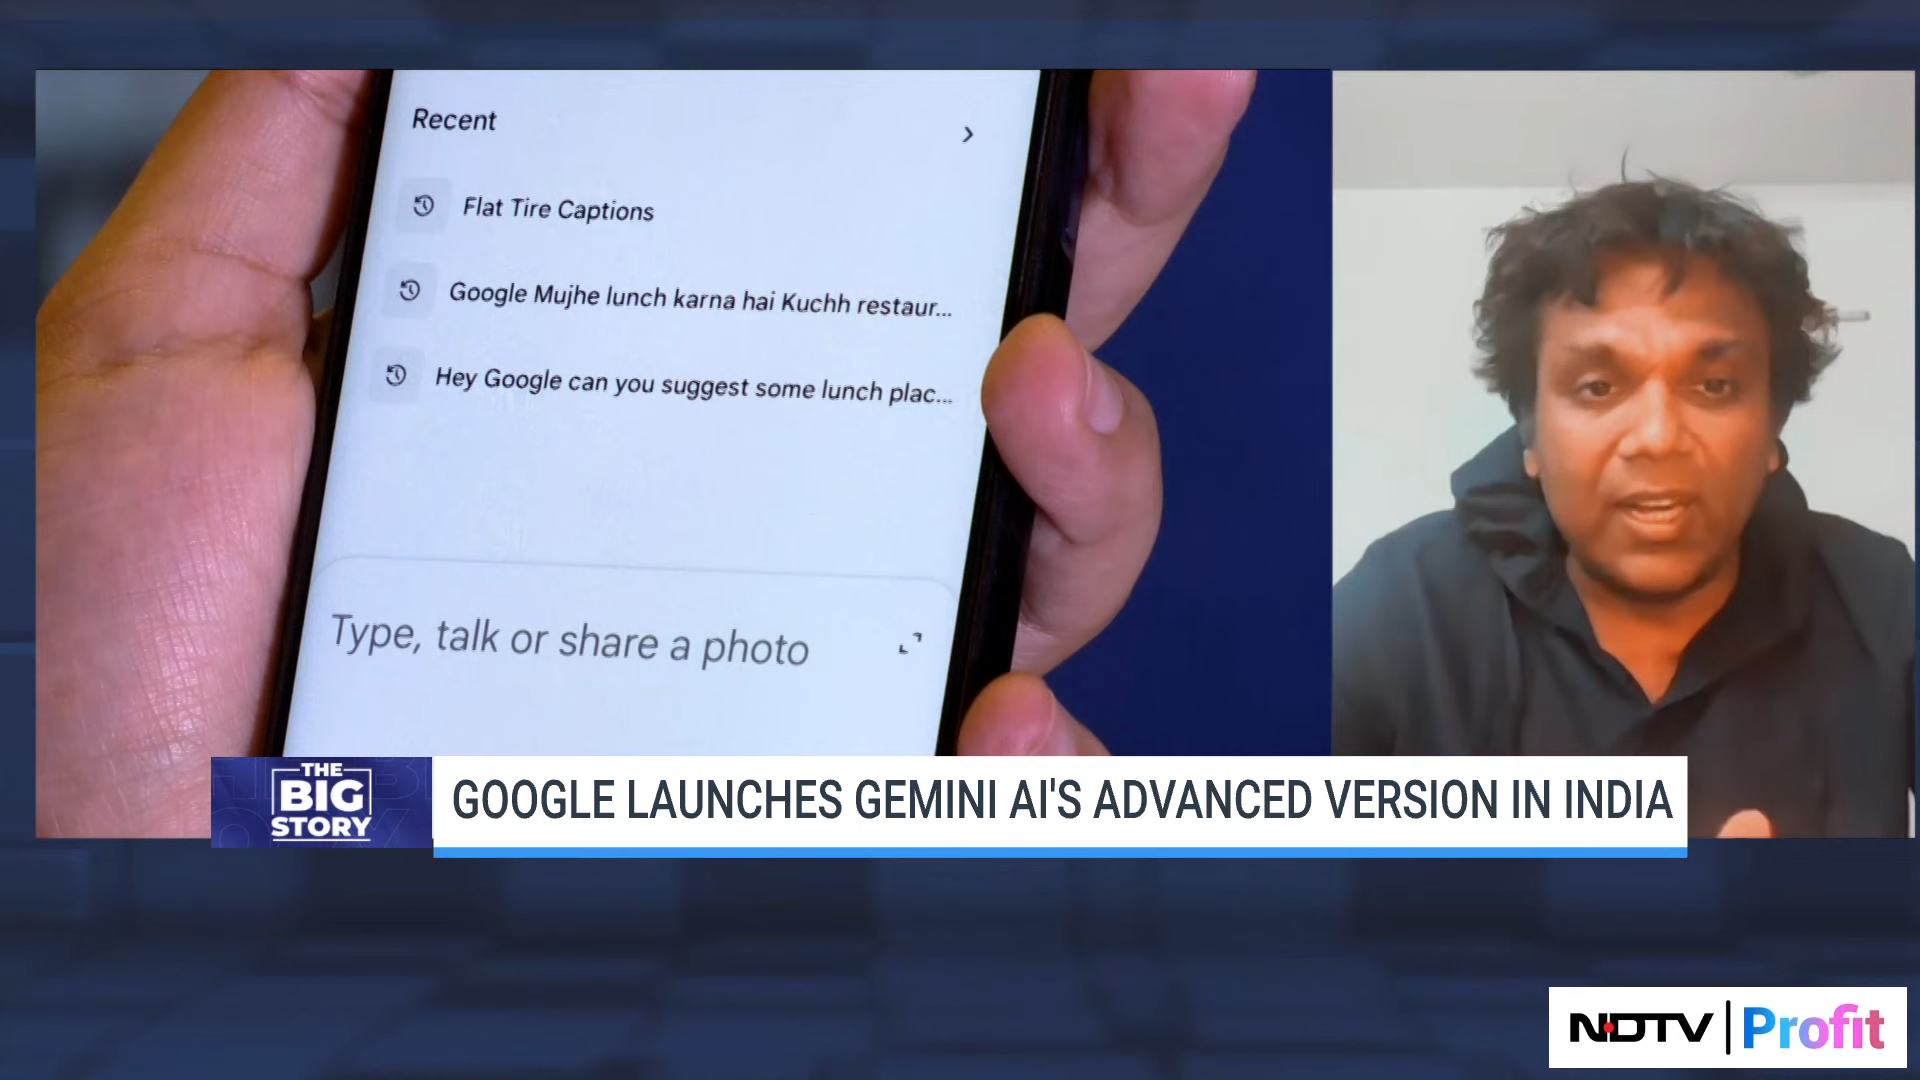 Recent
Flat Tire Captions
Google Mujhe lunch karna hai Kuchh restaur...
Hey Google can you suggest some lunch plac...
Type, talk or share a photo
THE
BIG
STORY
GOOGLE LAUNCHES GEMINI AI'S ADVANCED VERSION IN INDIA
NDTV Profit